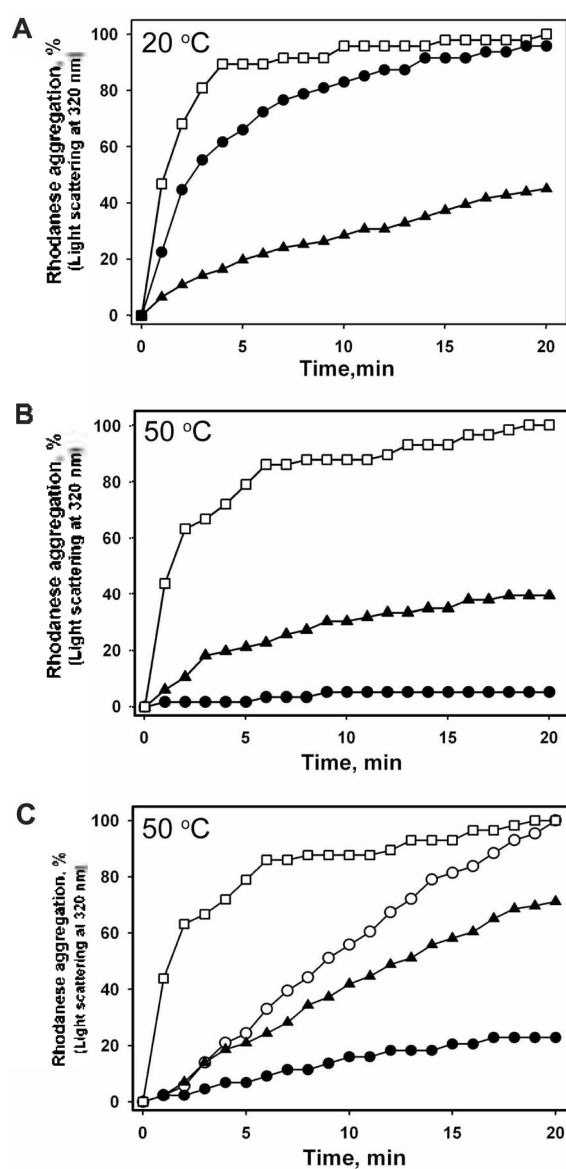 A
20 °C
Rhodanese aggregation, %
(Light scattering at 320 nm)
100
80
60
40
20
0
0 5 10 15 20
Time,min
B
50 °C
Rhodanese aggregation, %
(Light scattering at 320 nm)
100
80
60
40
20
0
0 5 10 15 20
Time, min
C
50 °C
Rhodanese aggregation, %
(Light scattering at 320 nm)
100
80
60
40
20
0
0 5 10 15 20
Time, min